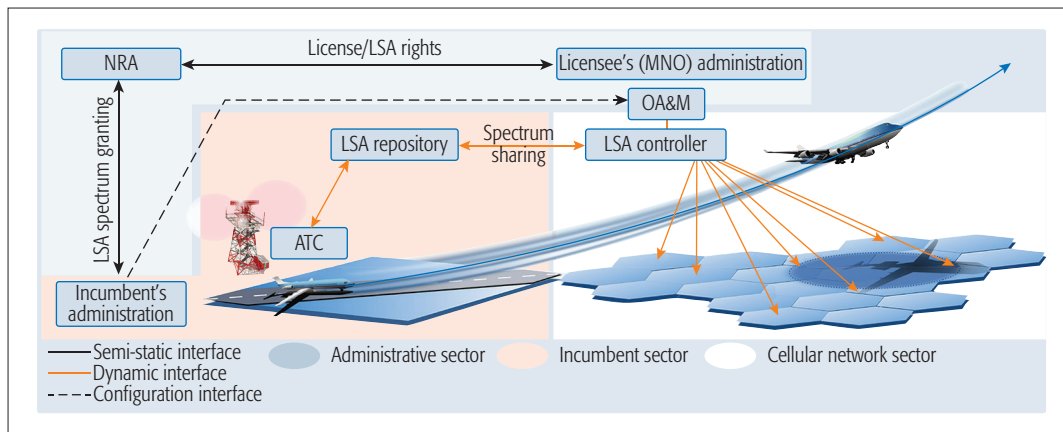 License/LSA rights
NRA
Licensee's (MNO) administration
OA&M
LSA spectrum granting
LSA repository
Spectrum
sharing
LSA controller
ATC
Incumbent's
administration
Semi-static interface
Dynamic interface
Configuration interface
Administrative sector
Incumbent sector
Cellular network sector